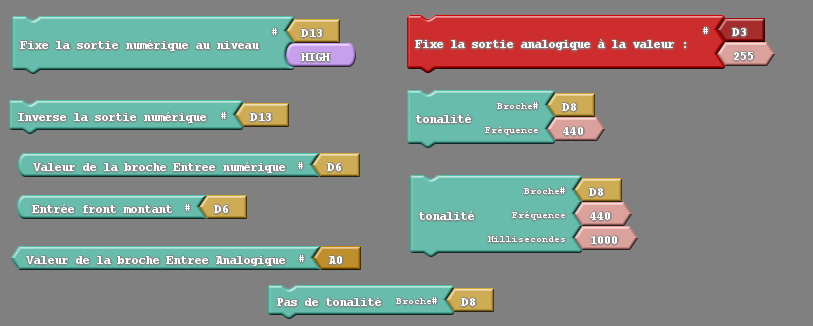 Fixe la sortie numérique au niveau # D13
HIGH
Fixe la sortie analogique à la valeur : # D3
255
Inverse la sortie numérique # D13
tonalité Broche# D8
Fréquence 440
Valeur de la broche Entree numérique # D6
Entrée front montant # D6
tonalité Broche# D8
Fréquence 440
Millisecondes 1000
Valeur de la broche Entree Analogique # A0
Pas de tonalité Broche# D8